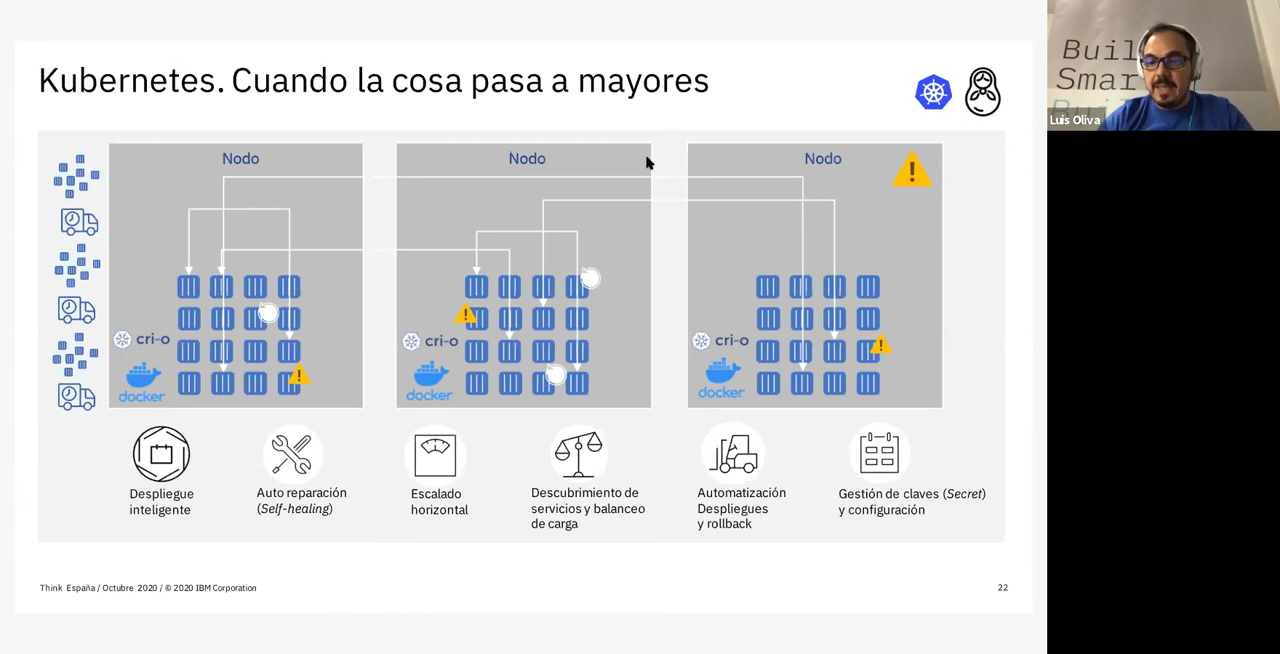 Kubernetes. Cuando la cosa pasa a mayores
Nodo
Nodo
Nodo
cri-o
docker
cri-o
docker
cri-o
docker
Despliegue
inteligente
Auto reparación
(Self-healing)
Escalado
horizontal
Descubrimiento de
servicios y balanceo
de carga
Automatización
Despliegues
y rollback
Gestión de claves (Secret)
y configuración
Think España / Octubre 2020 / © 2020 IBM Corporation
22
Buil
Smar
Buil
Luis Oliva